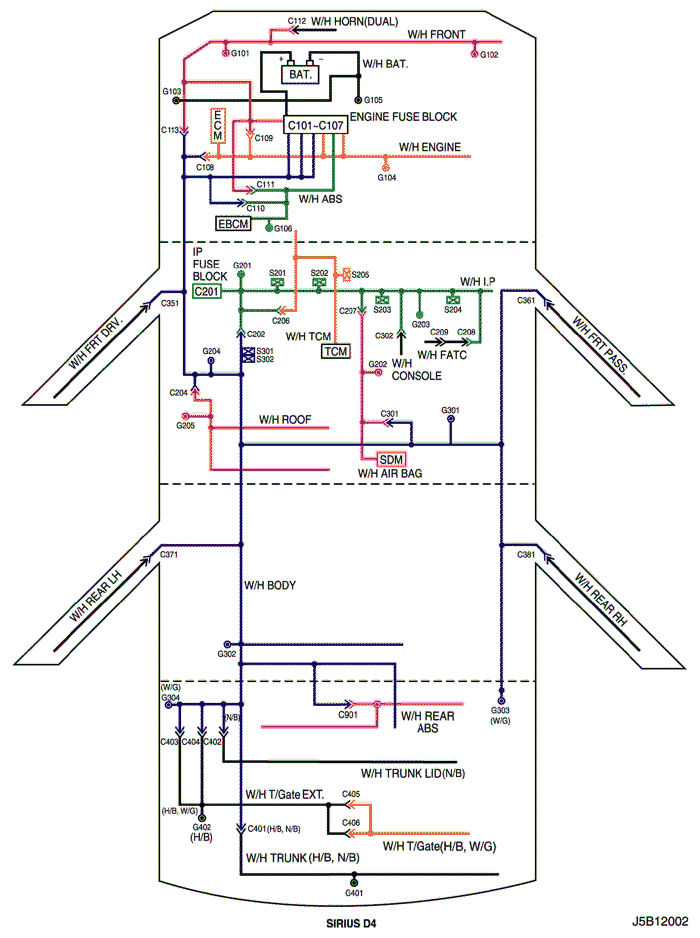 C112
W/H HORN(DUAL)
W/H FRONT
G101
G102
+
−
BAT.
W/H BAT.
G103
G105
ENGINE FUSE BLOCK
C101~C107
C113
ECM
C109
C108
W/H ENGINE
G104
C111
C110
W/H ABS
EBCM
G106
IP
FUSE
BLOCK
C201
G201
S201
S202
S205
W/H I.P
C351
C361
W/H FRT DRV.
W/H FRT PASS.
C206
C202
W/H TCM
TCM
C207
S203
G203
S204
C302
C209
C208
W/H FATC
W/H
CONSOLE
G204
S301
S302
C204
G202
G205
W/H ROOF
C301
G301
SDM
W/H AIR BAG
C371
C381
W/H REAR LH
W/H REAR RH
W/H BODY
G302
(W/G)
G304
(N/B)
C901
W/H REAR
ABS
G303
(W/G)
C403
C404
C402
W/H TRUNK LID(N/B)
W/H T/Gate EXT.
C405
C406
(H/B, W/G)
G402
(H/B)
C401(H/B, N/B)
W/H T/Gate(H/B, W/G)
W/H TRUNK (H/B, N/B)
G401
SIRIUS D4
J5B12002